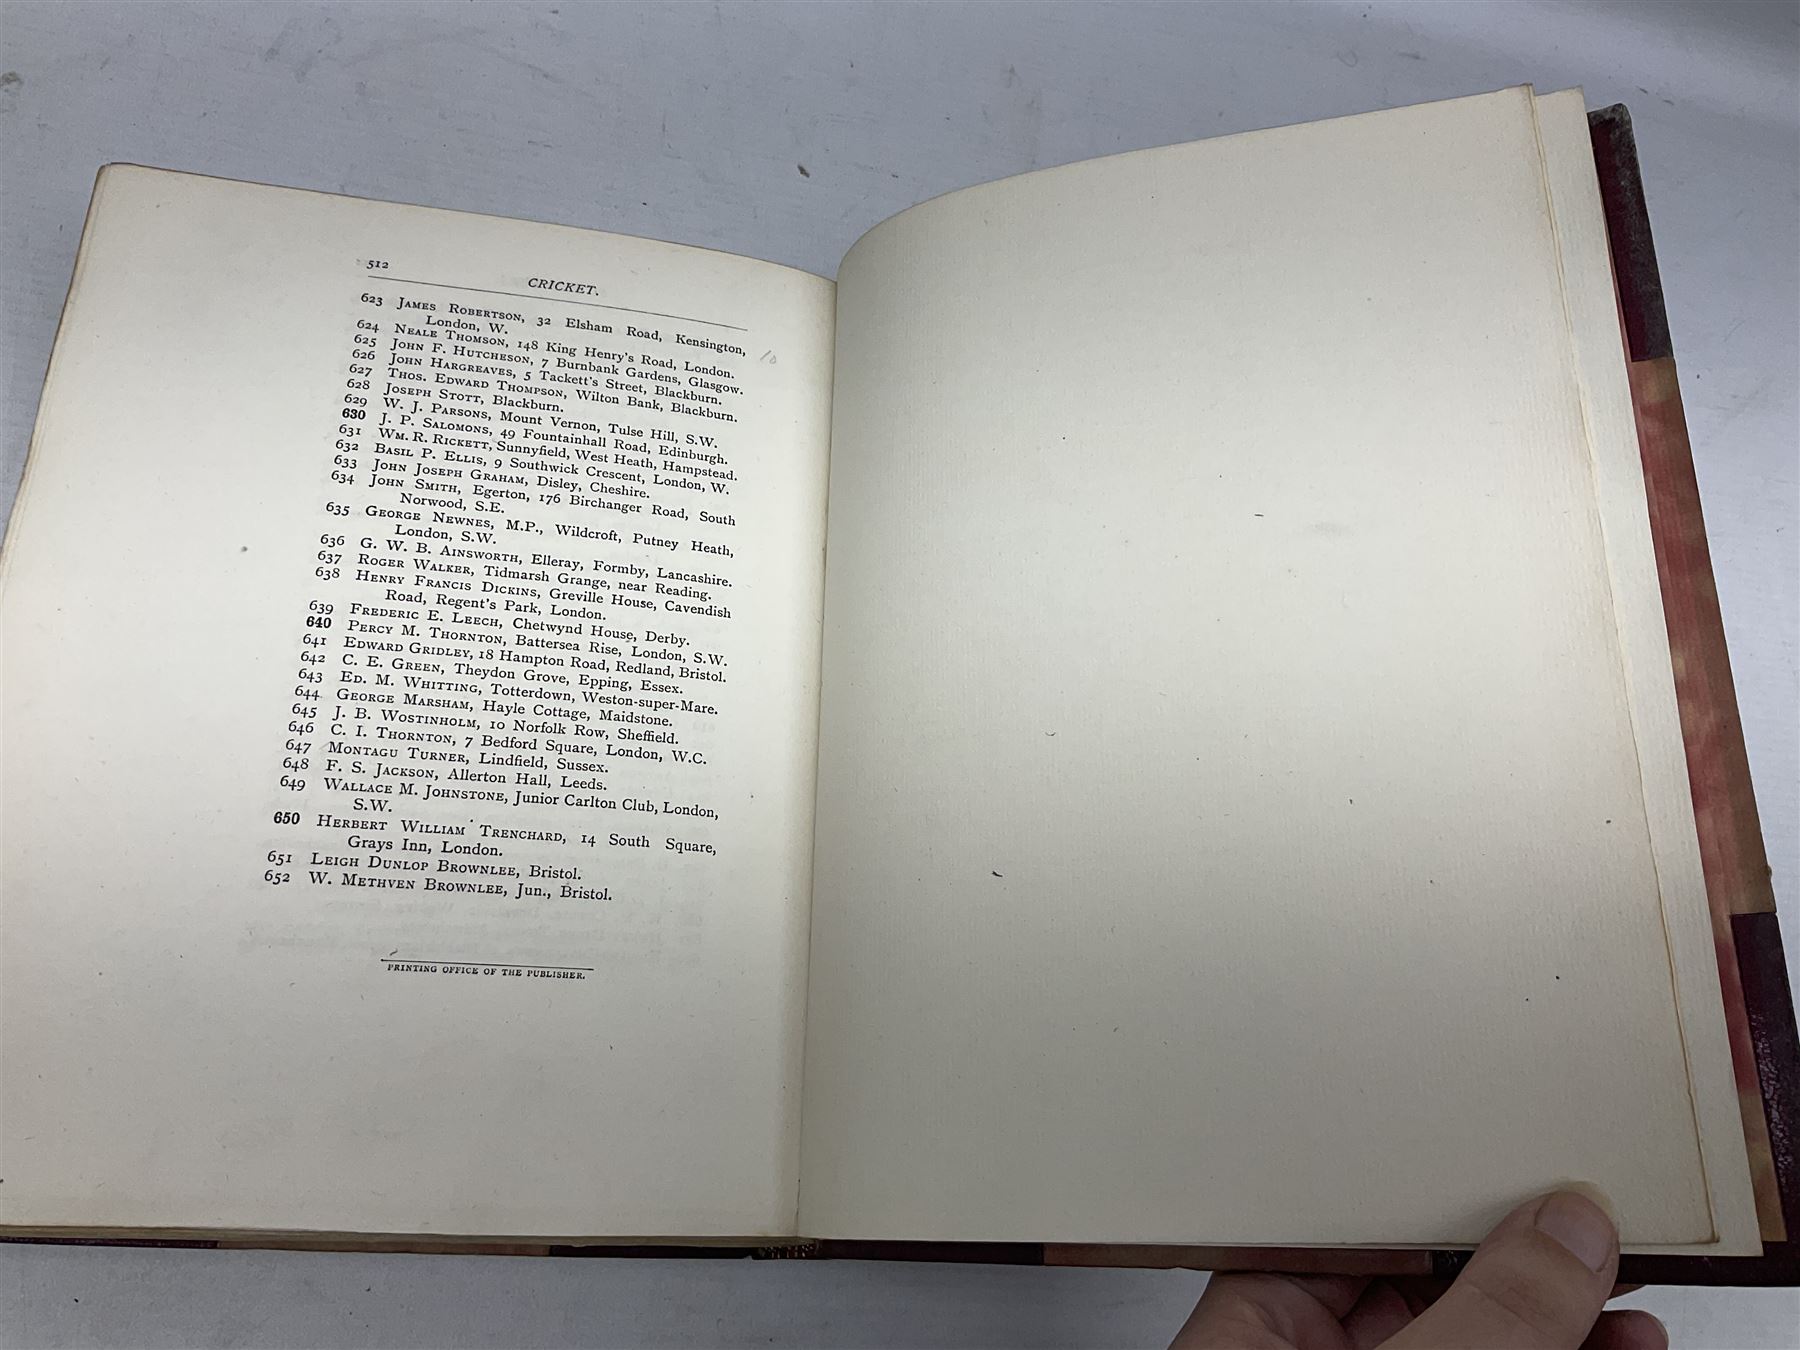 512
CRICKET.
623 JAMES ROBERTSON, 32 Elsham Road, Kensington,
London, W.
624 NEALE THOMSON, 148 King Henry's Road, London.
625 JOHN F. HUTCHESON, 7 Burnbank Gardens, Glasgow.
626 JOHN HARGREAVES, 5 Tackett's Street, Blackburn.
627 THOS. EDWARD THOMPSON, Wilton Bank, Blackburn.
628 JOSEPH STOTT, Blackburn.
629 W. J. PARSONS, Mount Vernon, Tulse Hill, S.W.
630 J. P. SALOMONS, 49 Fountainhall Road, Edinburgh.
631 WM. R. RICKETT, Sunnyfield, West Heath, Hampstead.
632 BASIL P. ELLIS, 9 Southwick Crescent, London, W.
633 JOHN JOSEPH GRAHAM, Disley, Cheshire.
634 JOHN SMITH, Egerton, 176 Birchanger Road, South
Norwood, S.E.
635 GEORGE NEWNES, M.P., Wildcroft, Putney Heath,
London, S.W.
636 G. W. B. AINSWORTH, Elleray, Formby, Lancashire.
637 ROGER WALKER, Tidmarsh Grange, near Reading.
638 HENRY FRANCIS DICKINS, Greville House, Cavendish
Road, Regent's Park, London.
639 FREDERIC E. LEECH, Chetwynd House, Derby.
640 PERCY M. THORNTON, Battersea Rise, London, S.W.
641 EDWARD GRIDLEY, 18 Hampton Road, Redland, Bristol.
642 C. E. GREEN, Theydon Grove, Epping, Essex.
643 ED. M. WHITTING, Totterdown, Weston-super-Mare.
644 GEORGE MARSHAM, Hayle Cottage, Maidstone.
645 J. B. WOSTINHOLM, 10 Norfolk Row, Sheffield.
646 C. I. THORNTON, 7 Bedford Square, London, W.C.
647 MONTAGU TURNER, Lindfield, Sussex.
648 F. S. JACKSON, Allerton Hall, Leeds.
649 WALLACE M. JOHNSTONE, Junior Carlton Club, London,
S.W.
650 HERBERT WILLIAM TRENCHARD, 14 South Square,
Grays Inn, London.
651 LEIGH DUNLOP BROWNLEE, Bristol.
652 W. METHVEN BROWNLEE, Jun., Bristol.
PRINTING OFFICE OF THE PUBLISHER.